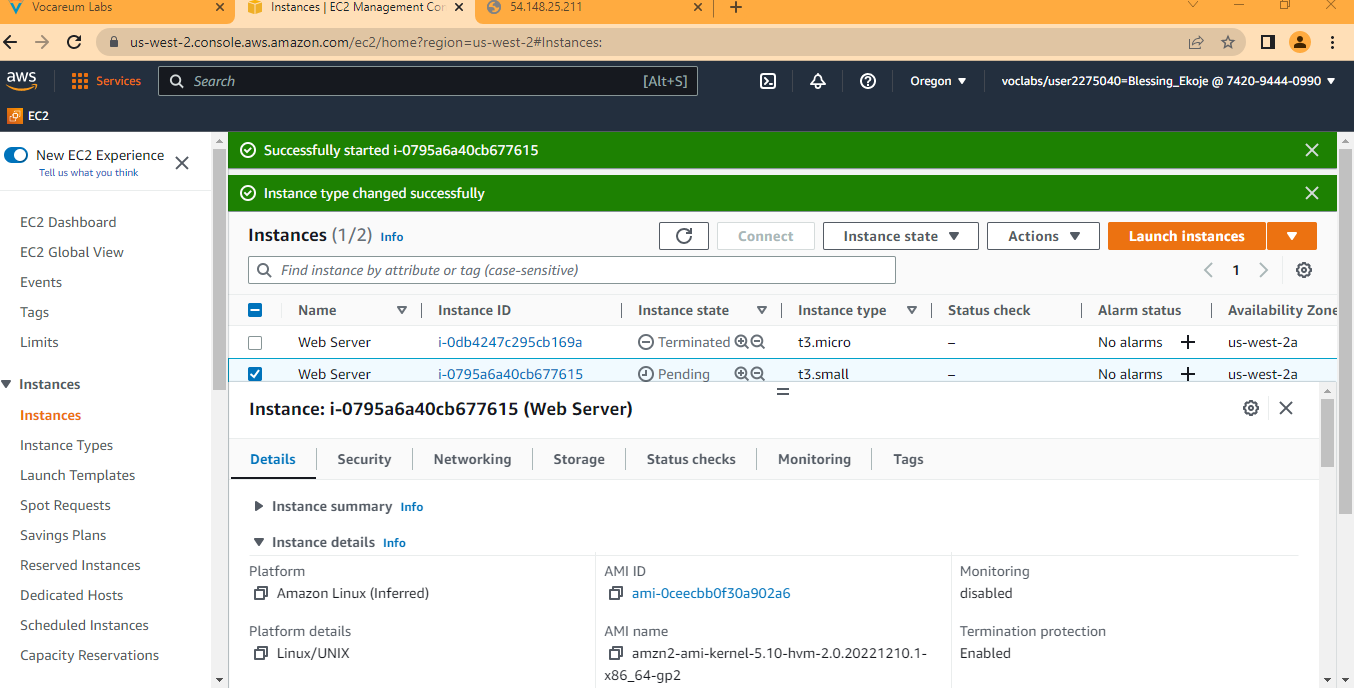 Vocareum Labs
Instances | EC2 Management Con
54.148.25.211
us-west-2.console.aws.amazon.com/ec2/home?region=us-west-2#Instances:
aws
Services
Search
[Alt+S]
Oregon
voclabs/user2275040=Blessing_Ekoje @ 7420-9444-0990
EC2
New EC2 Experience
Tell us what you think
EC2 Dashboard
EC2 Global View
Events
Tags
Limits
Instances
Instances
Instance Types
Launch Templates
Spot Requests
Savings Plans
Reserved Instances
Dedicated Hosts
Scheduled Instances
Capacity Reservations
Successfully started i-0795a6a40cb677615
Instance type changed successfully
Instances (1/2) Info
Connect
Instance state
Actions
Launch instances
Find instance by attribute or tag (case-sensitive)
1
Name Instance ID Instance state Instance type Status check Alarm status Availability Zone
Web Server i-0db4247c295cb169a Terminated t3.micro – No alarms us-west-2a
Web Server i-0795a6a40cb677615 Pending t3.small – No alarms us-west-2a
Instance: i-0795a6a40cb677615 (Web Server)
Details Security Networking Storage Status checks Monitoring Tags
Instance summary Info
Instance details Info
Platform
Amazon Linux (Inferred)
AMI ID
ami-0ceecbb0f30a902a6
Monitoring
disabled
Platform details
Linux/UNIX
AMI name
amzn2-ami-kernel-5.10-hvm-2.0.20221210.1-
x86_64-gp2
Termination protection
Enabled